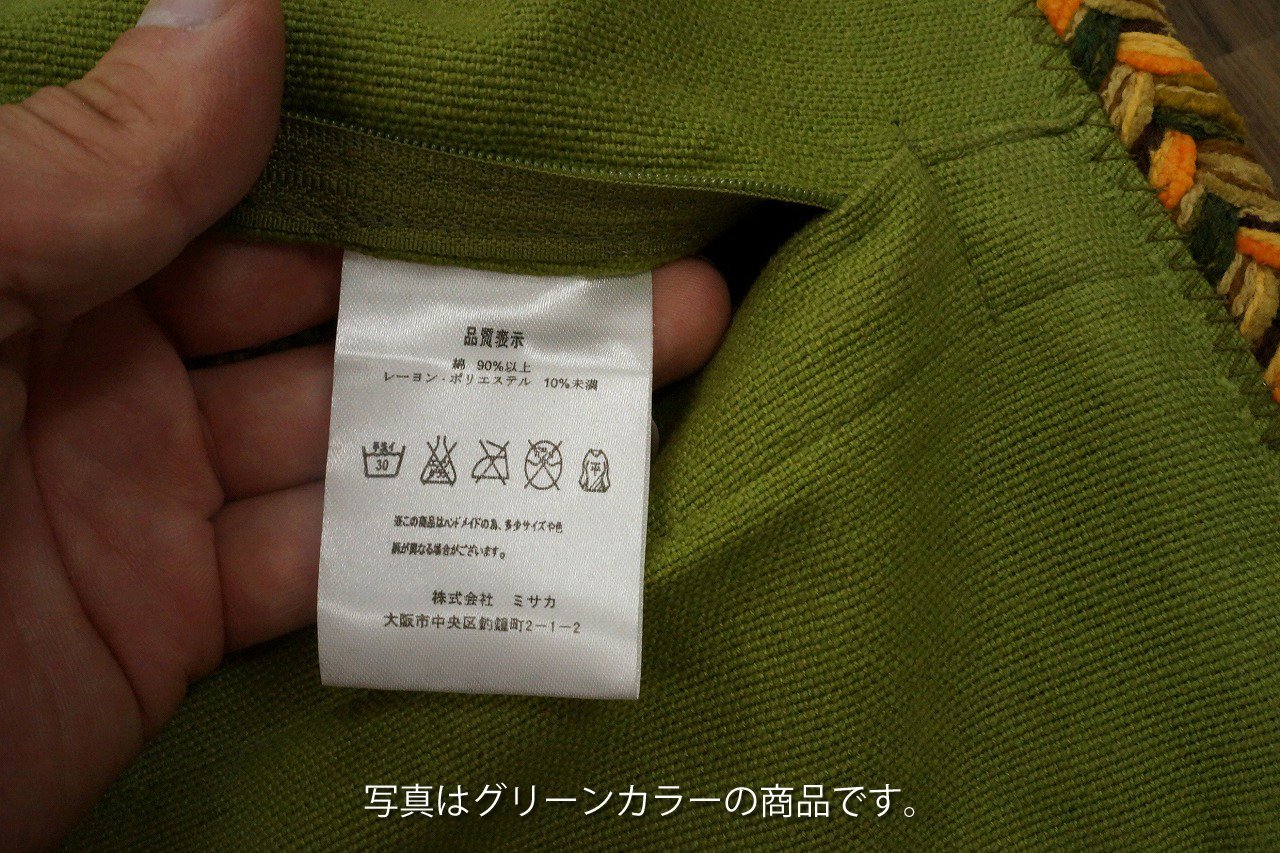 品質表示
綿 90%以上
レーヨン・ポリエステル 10%未満
手洗イ
30
平
※この商品はハンドメイドの為、多少サイズや色
柄が異なる場合がございます。
株式会社 ミサカ
大阪市中央区釣鐘町2-1-2
写真はグリーンカラーの商品です。